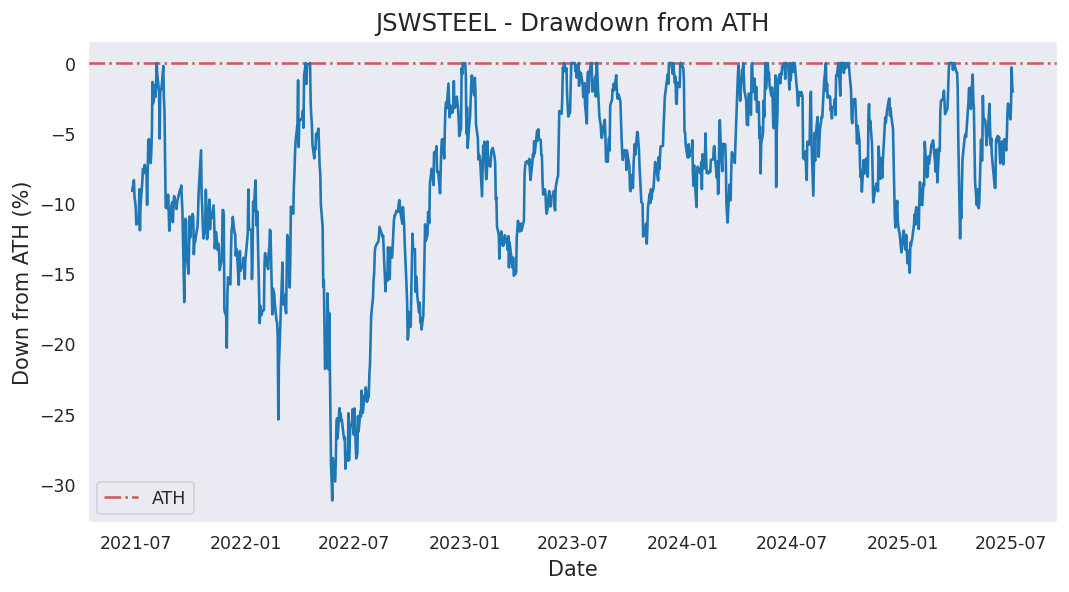 JSWSTEEL - Drawdown from ATH
Down from ATH (%)
0
−5
−10
−15
−20
−25
−30
ATH
2021-07 2022-01 2022-07 2023-01 2023-07 2024-01 2024-07 2025-01 2025-07
Date